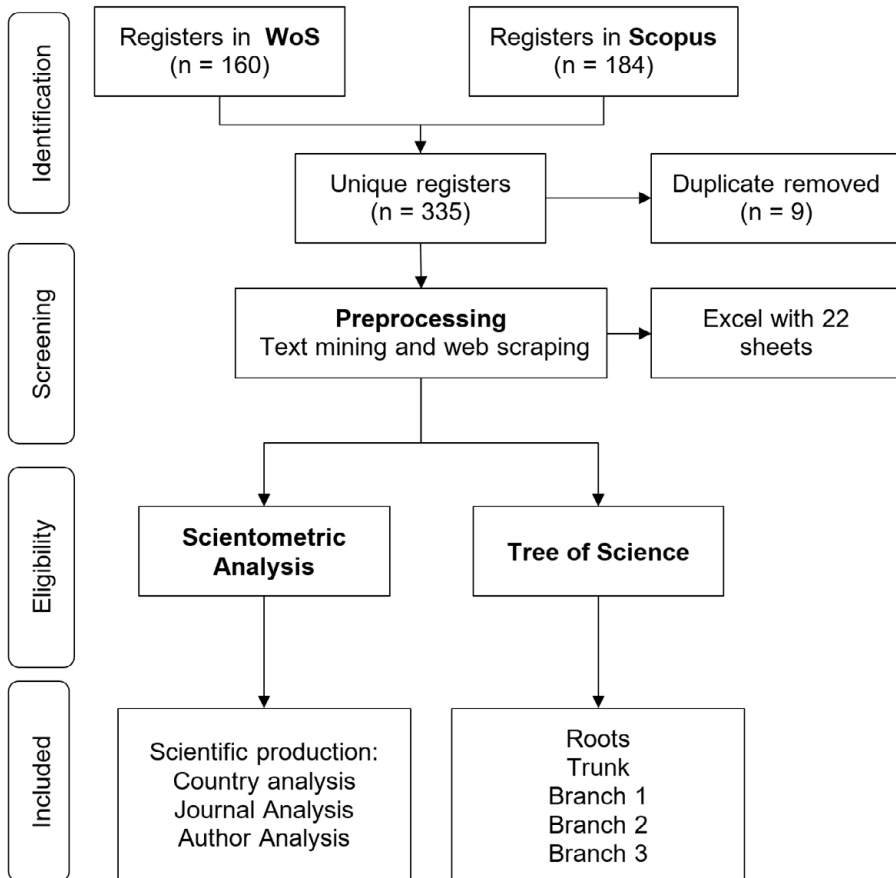 Identification
Registers in WoS
(n = 160)
Registers in Scopus
(n = 184)
Unique registers
(n = 335)
Duplicate removed
(n = 9)
Screening
Preprocessing
Text mining and web scraping
Excel with 22
sheets
Eligibility
Scientometric
Analysis
Tree of Science
Included
Scientific production:
Country analysis
Journal Analysis
Author Analysis
Roots
Trunk
Branch 1
Branch 2
Branch 3